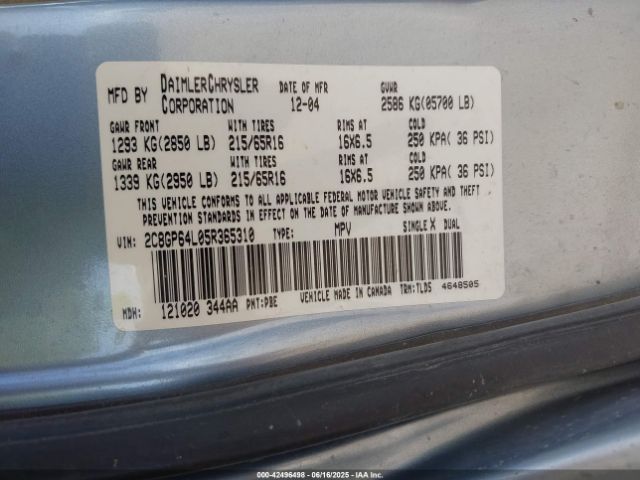 MFD BY DAIMLERCHRYSLER CORPORATION DATE OF MFR 12-04 GVWR 2586 KG(05700 LB)
GAWR FRONT WITH TIRES RIMS AT COLD
1293 KG(2850 LB) 215/65R16 16X6.5 250 KPA( 36 PSI)
GAWR REAR WITH TIRES RIMS AT COLD
1339 KG(2950 LB) 215/65R16 16X6.5 250 KPA( 36 PSI)
THIS VEHICLE CONFORMS TO ALL APPLICABLE FEDERAL MOTOR VEHICLE SAFETY AND THEFT
PREVENTION STANDARDS IN EFFECT ON THE DATE OF MANUFACTURE SHOWN ABOVE.
VIN: 2C8GP64L05R365310 TYPE: MPV SINGLE X DUAL
MDH: 121020 344AA PNT:PBE VEHICLE MADE IN CANADA TRM:TLD5 4648505
000-42496498 - 06/16/2025 - IAA Inc.